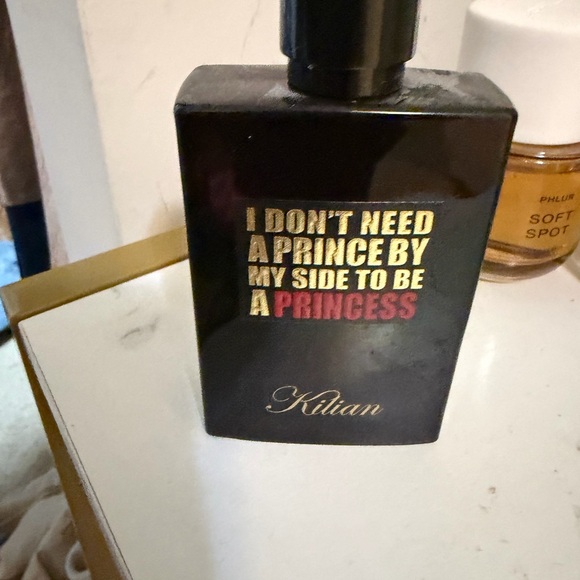 I DON'T NEED
A PRINCE BY
MY SIDE TO BE
A PRINCESS
Kilian
PHLUR
SOFT
SPOT